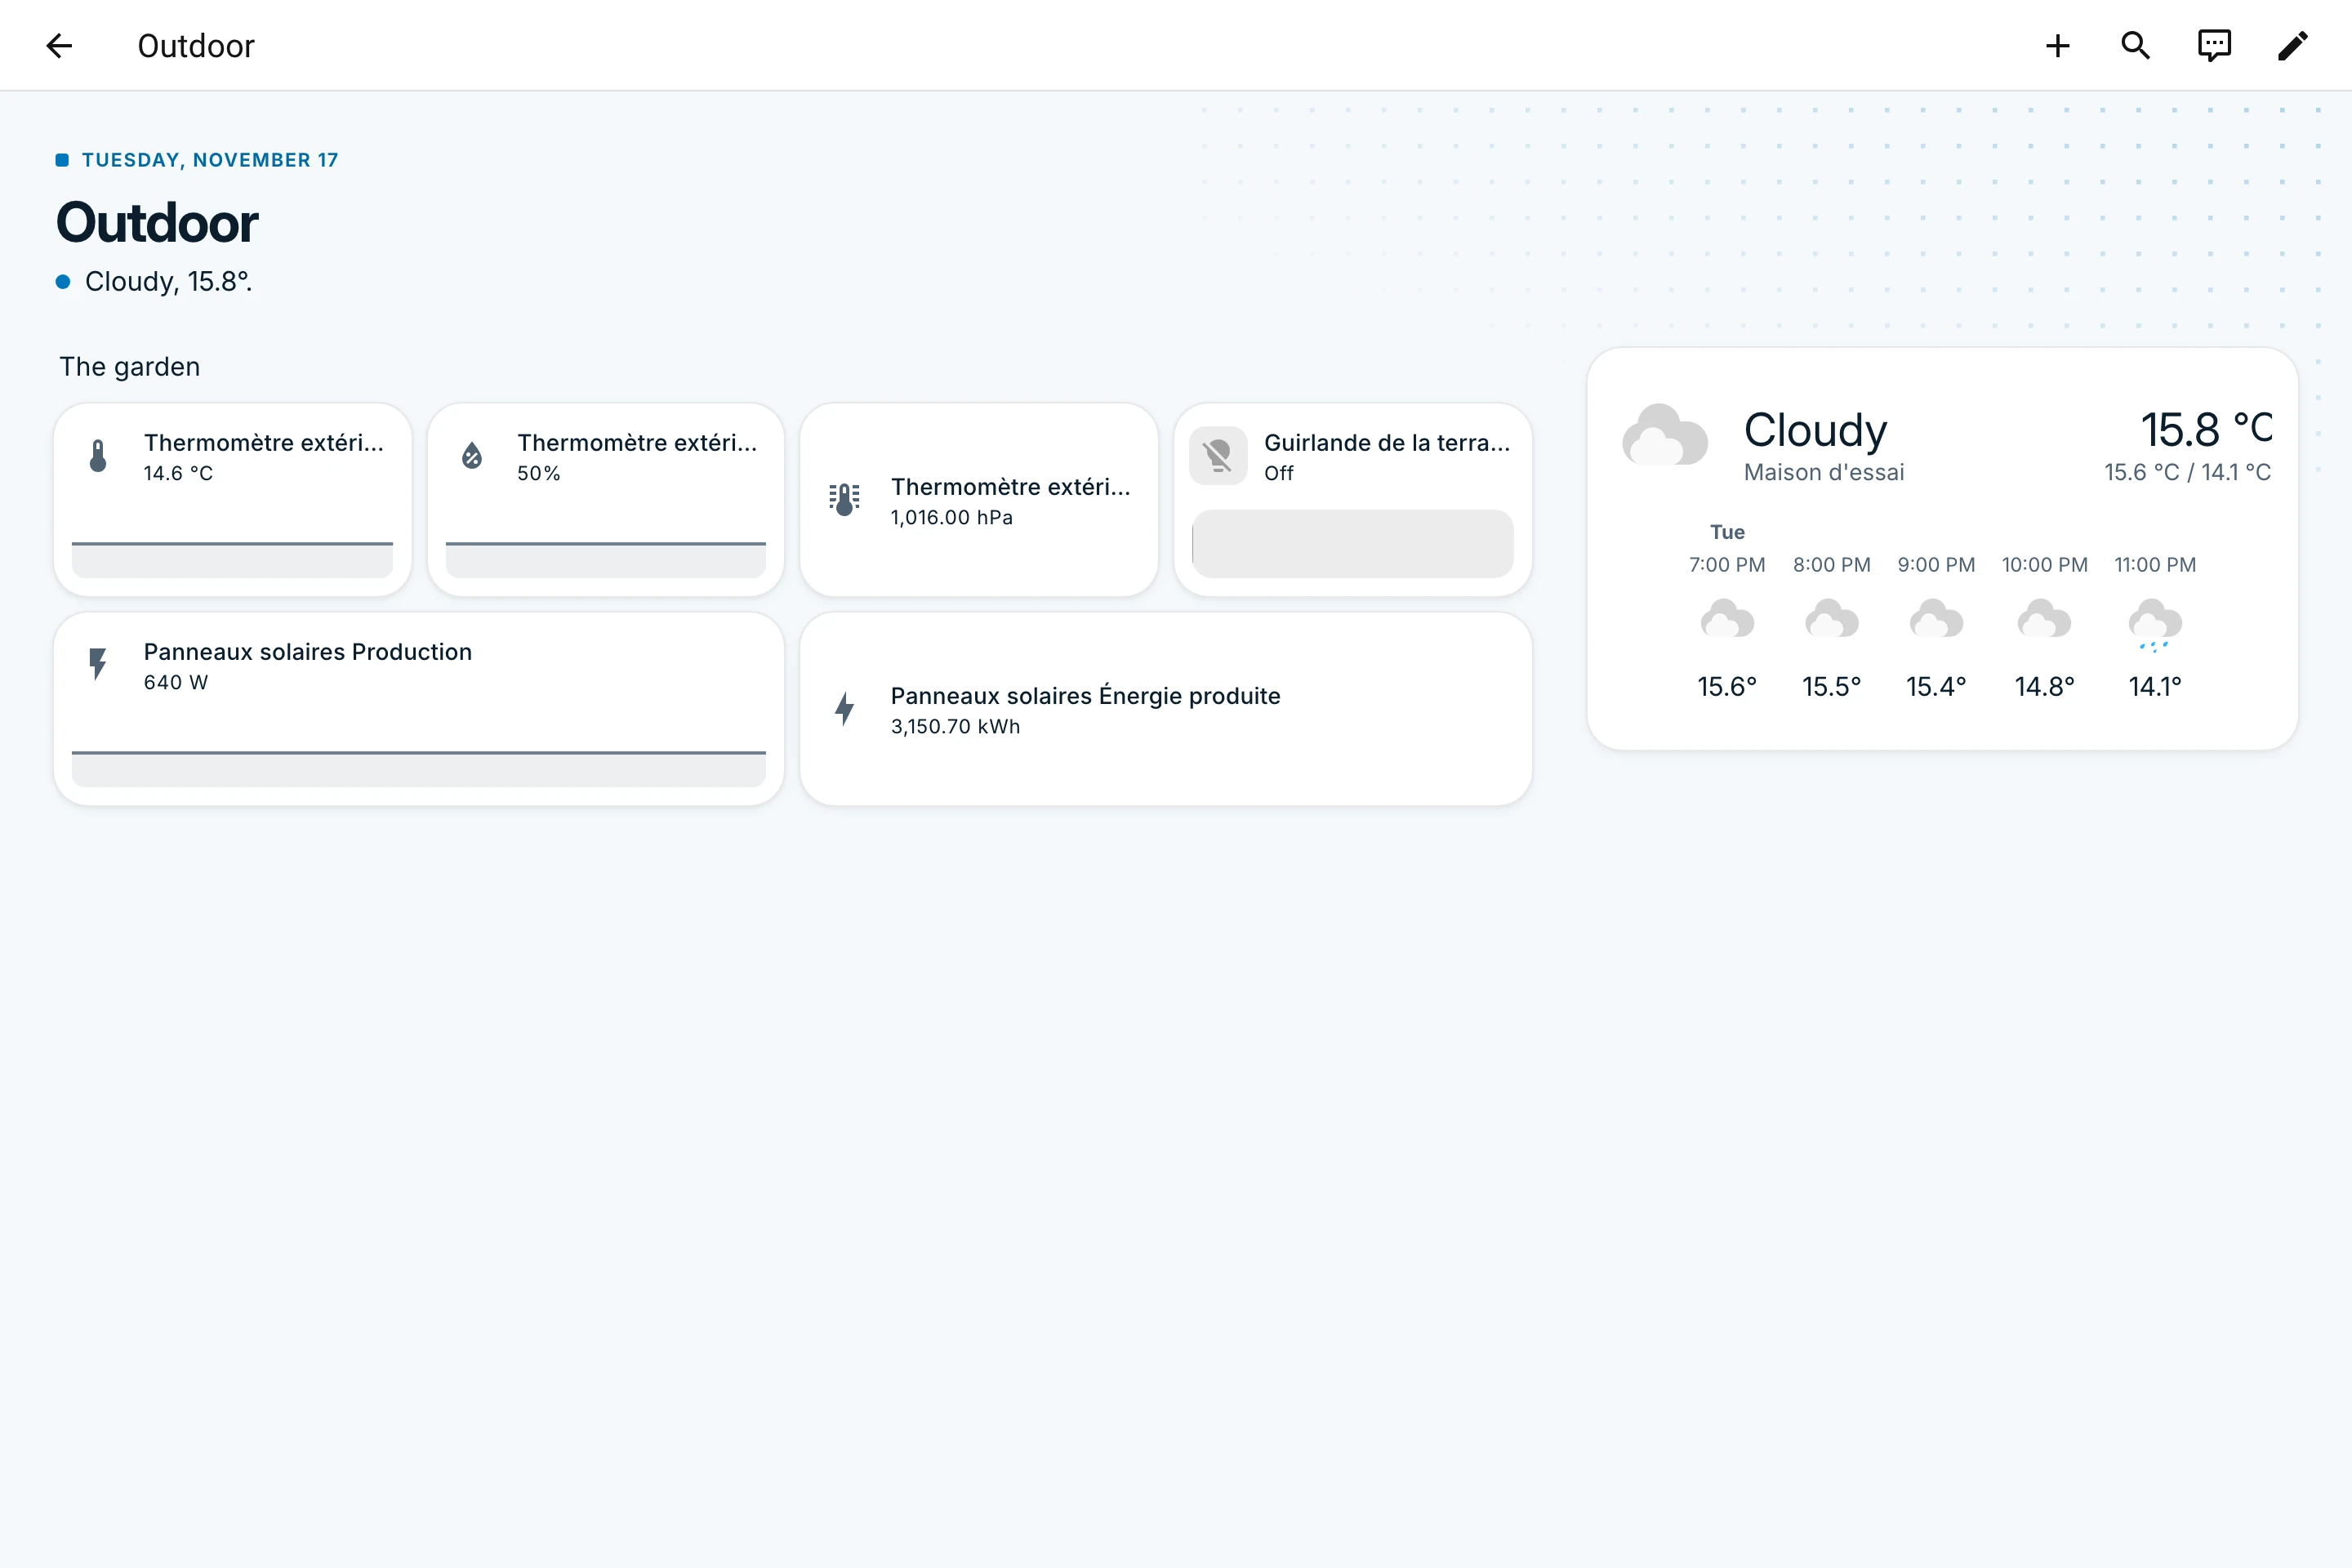 Outdoor
TUESDAY, NOVEMBER 17
Outdoor
Cloudy, 15.8°.
The garden
Thermomètre extéri...
14.6 °C
Thermomètre extéri...
50%
Thermomètre extéri...
1,016.00 hPa
Guirlande de la terra...
Off
Panneaux solaires Production
640 W
Panneaux solaires Énergie produite
3,150.70 kWh
Cloudy
15.8 °C
Maison d'essai
15.6 °C / 14.1 °C
Tue
7:00 PM 8:00 PM 9:00 PM 10:00 PM 11:00 PM
15.6° 15.5° 15.4° 14.8° 14.1°